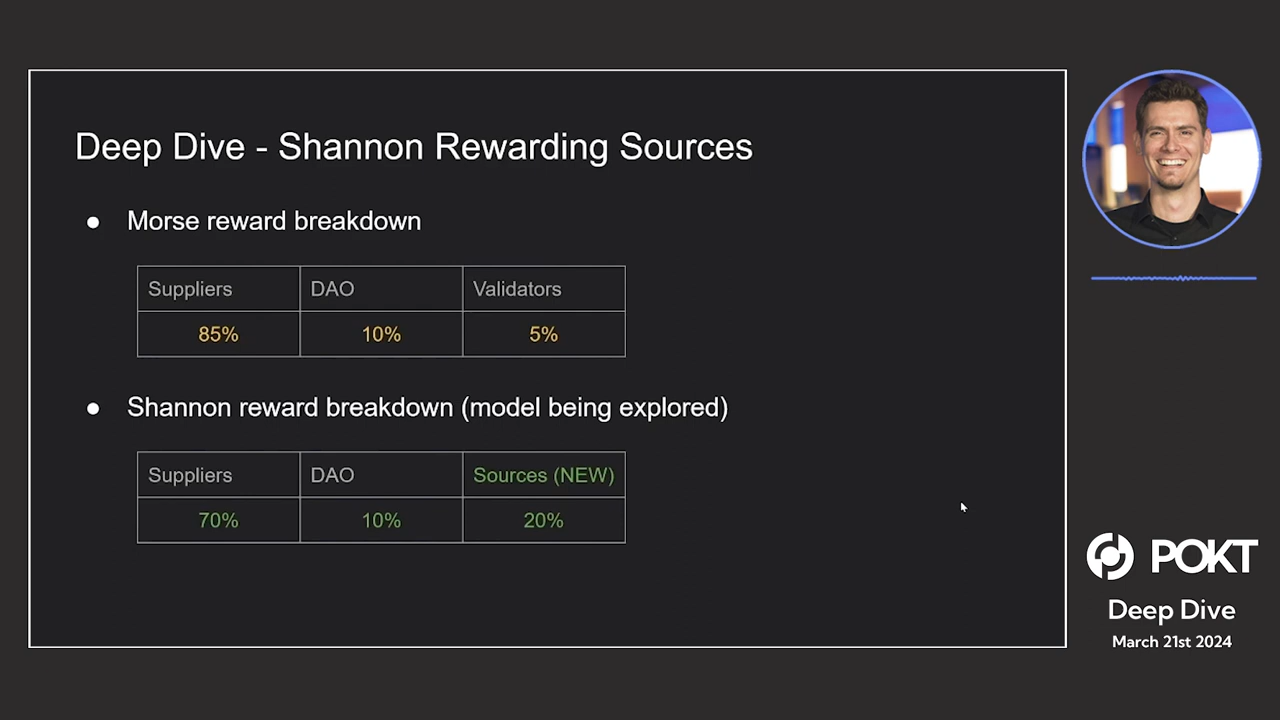 Deep Dive - Shannon Rewarding Sources
● Morse reward breakdown
Suppliers DAO Validators
85% 10% 5%
● Shannon reward breakdown (model being explored)
Suppliers DAO Sources (NEW)
70% 10% 20%
POKT
Deep Dive
March 21st 2024